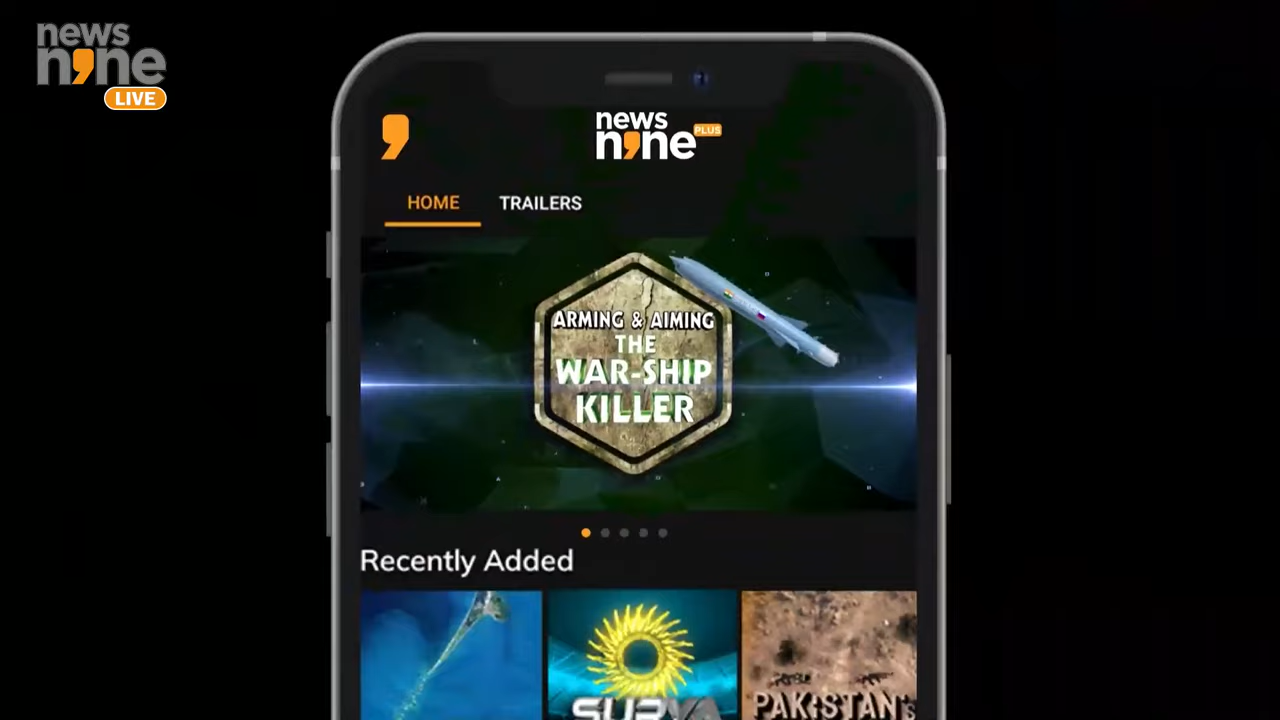 news
nine
LIVE
news
nine PLUS
HOME
TRAILERS
ARMING & AIMING
THE
WAR-SHIP
KILLER
Recently Added
PAKISTAN's